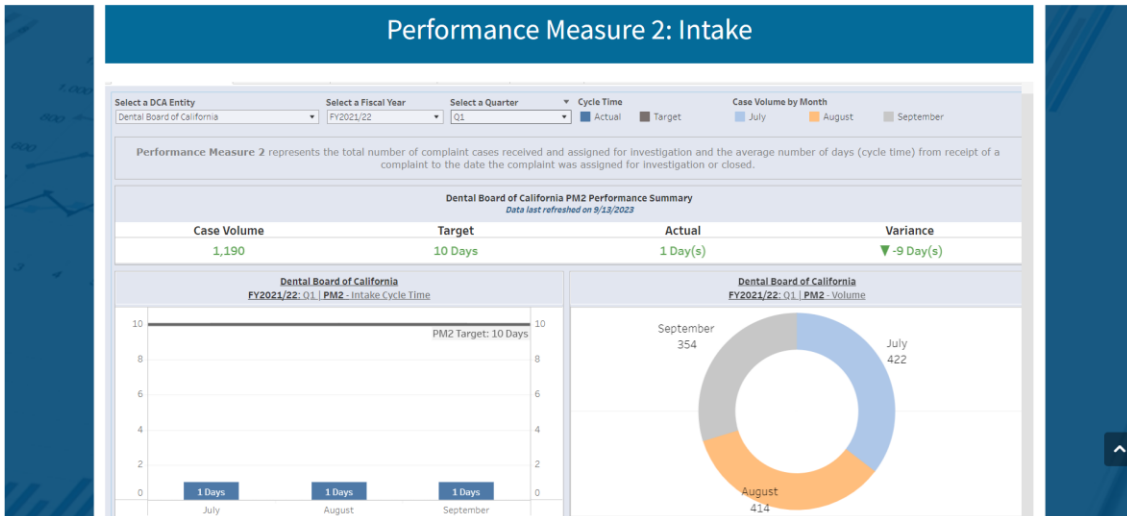 Performance Measure 2: Intake
1,000
800
600
3 4
Select a DCA Entity
Select a Fiscal Year
Select a Quarter
Cycle Time
Case Volume by Month
Dental Board of California
FY2021/22
Q1
Actual
Target
July
August
September
Performance Measure 2 represents the total number of complaint cases received and assigned for investigation and the average number of days (cycle time) from receipt of a
complaint to the date the complaint was assigned for investigation or closed.
Dental Board of California PM2 Performance Summary
Data last refreshed on 9/13/2023
Case Volume
Target
Actual
Variance
1,190
10 Days
1 Day(s)
▼ -9 Day(s)
Dental Board of California
FY2021/22: Q1 | PM2 - Intake Cycle Time
10
8
6
4
2
0
PM2 Target: 10 Days
10
8
6
4
2
0
1 Days
1 Days
1 Days
July
August
September
Dental Board of California
FY2021/22: Q1 | PM2 - Volume
September
354
July
422
August
414